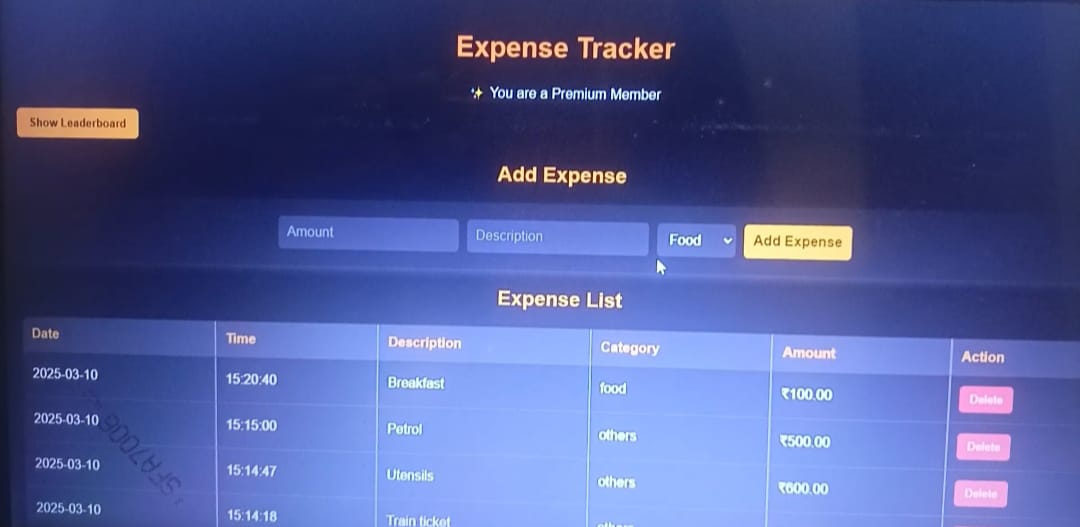 Expense Tracker
✨ You are a Premium Member
Show Leaderboard
Add Expense
Amount Description Food Add Expense
Expense List
Date Time Description Category Amount Action
2025-03-10 15:20:40 Breakfast food ₹100.00 Delete
2025-03-10 15:15:00 Petrol others ₹500.00 Delete
2025-03-10 15:14:47 Utensils others ₹600.00 Delete
2025-03-10 15:14:18 Train ticket